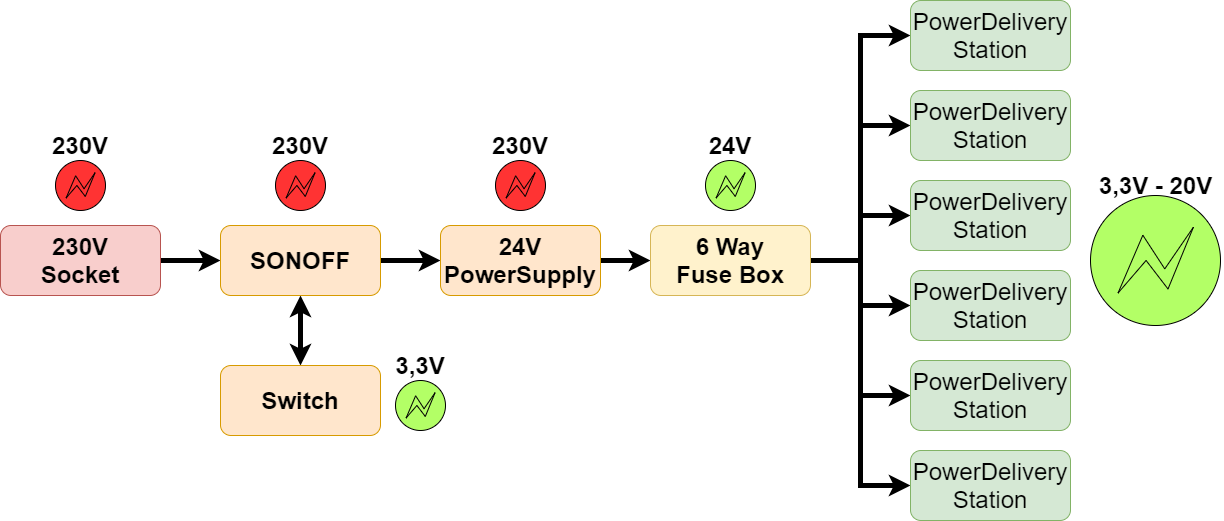 230V
230V
230V
24V
230V
Socket
SONOFF
24V
PowerSupply
6 Way
Fuse Box
Switch
3,3V
PowerDelivery
Station
PowerDelivery
Station
PowerDelivery
Station
PowerDelivery
Station
PowerDelivery
Station
PowerDelivery
Station
3,3V - 20V